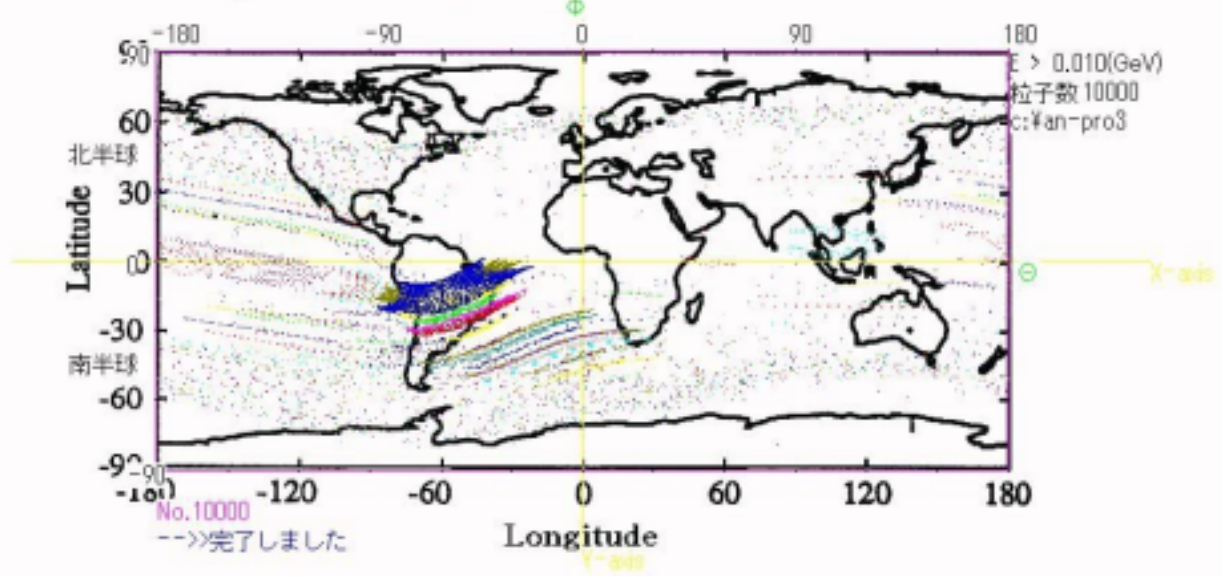 Φ
-180 -90 0 90 180
90 90
E > 0.010(GeV)
粒子数 10000
c:¥an-pro3
60
北半球
30
Latitude
0 0
Θ
X-axis
-30
南半球
-60
-90 -90
-180 -120 -60 0 60 120 180
No.10000
-->>完了しました
Longitude
Y-axis